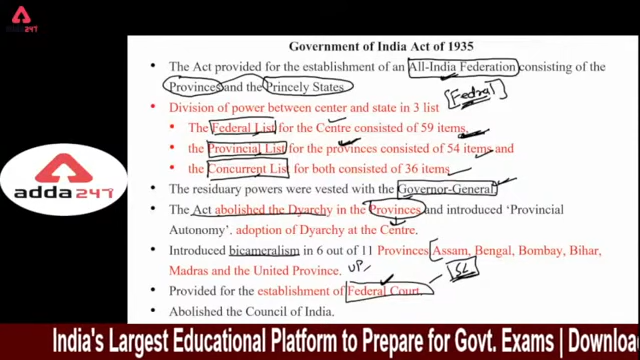 adda247
Government of India Act of 1935
• The Act provided for the establishment of an All-India Federation consisting of the
Provinces and the Princely States
[Fedral]
• Division of power between center and state in 3 list
• The Federal List for the Centre consisted of 59 items,
• the Provincial List for the provinces consisted of 54 items and
• the Concurrent List for both consisted of 36 items
• The residuary powers were vested with the Governor-General.
• The Act abolished the Dyarchy in the Provinces and introduced ‘Provincial
Autonomy’. adoption of Dyarchy at the Centre.
• Introduced bicameralism in 6 out of 11 Provinces Assam, Bengal, Bombay, Bihar,
Madras and the United Province.
UP,
• Provided for the establishment of Federal Court.
• Abolished the Council of India.
adda247
India's Largest Educational Platform to Prepare for Govt. Exams | Downloa